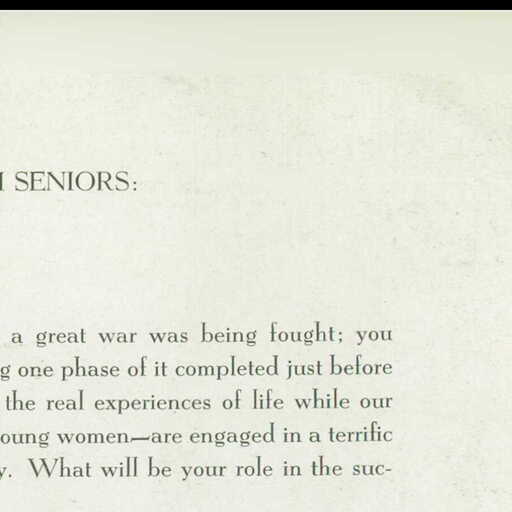 SENIORS:
a great war was being fought; you
one phase of it completed just before
the real experiences of life while our
women—are engaged in a terrific
What will be your role in the suc-